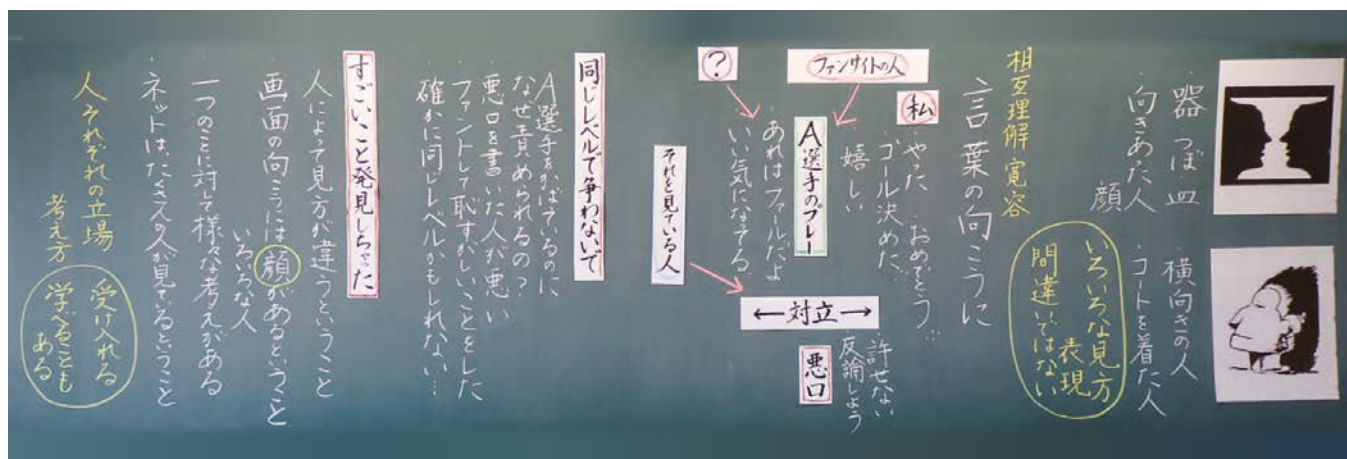 ・器 つぼ 皿
・向きあった人
顔
・横向きの人
・コートを着た人
いろいろな見方
表現
間違いではない
相互理解 寛容
言葉の向こうに
ファンサイトの人
私
・やった ・おめでとう…
・ゴール決めた
・嬉しい
A選手のプレー
?
・あれはファールだよ
・いい気になってる
・許せない
・反論しよう
←対立→
悪口
それを見ている人
同じレベルで争わないで
・A選手をかばているのに
なぜ責められるの?
・悪口を書いた人が悪い
・ファンとして恥ずかしいことをした
・確かに同じレベルかもしれない…
すごいこと発見しちゃった
・人によって見方が違うということ
・画面の向こうには顔があるということ
いろいろな人
・一つのことに対して様々な考えがある
・ネットは、たくさんの人が見ているということ
人それぞれの立場
考え方
受け入れる
学べることも
ある